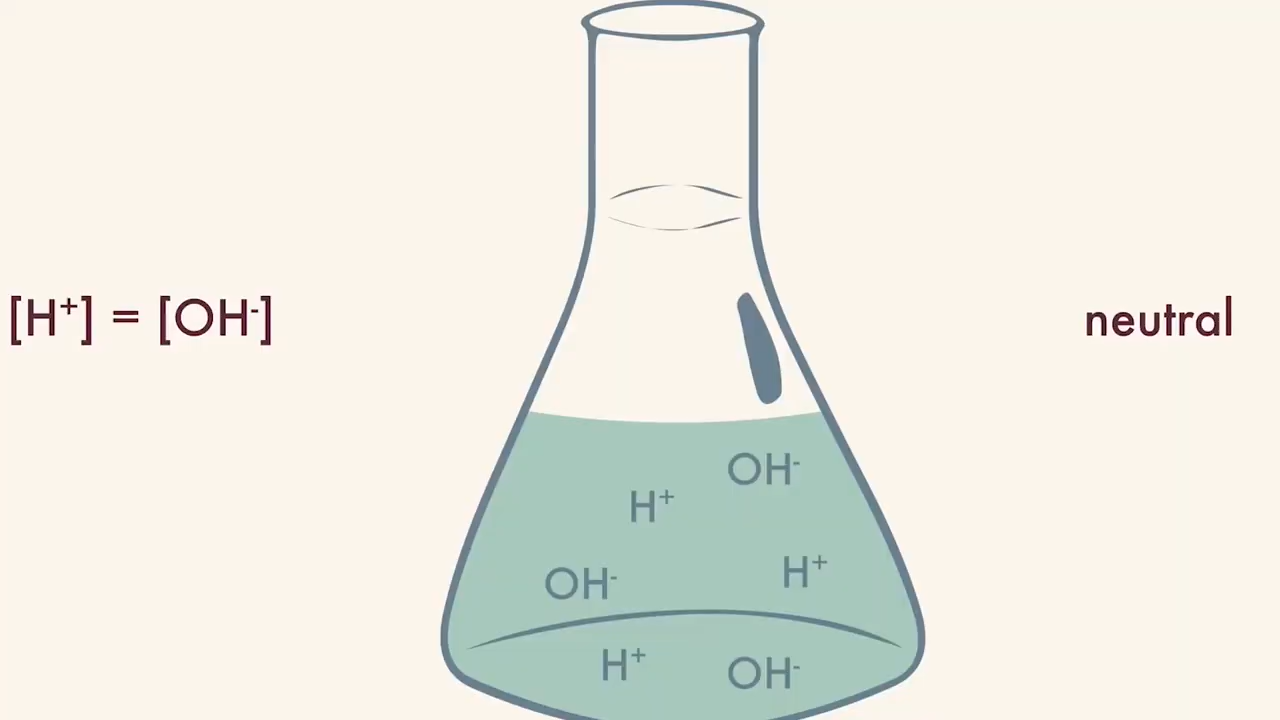 [H⁺] = [OH⁻]
neutral
OH⁻
H⁺
H⁺
OH⁻
H⁺
OH⁻